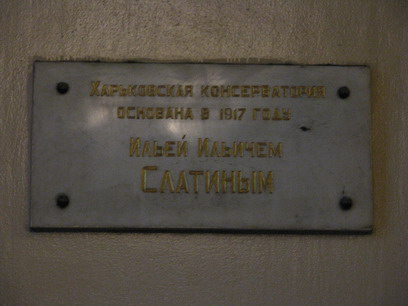 Харьковская консерватория
основана в 1917 году
Ильей Ильичем
Слатиным